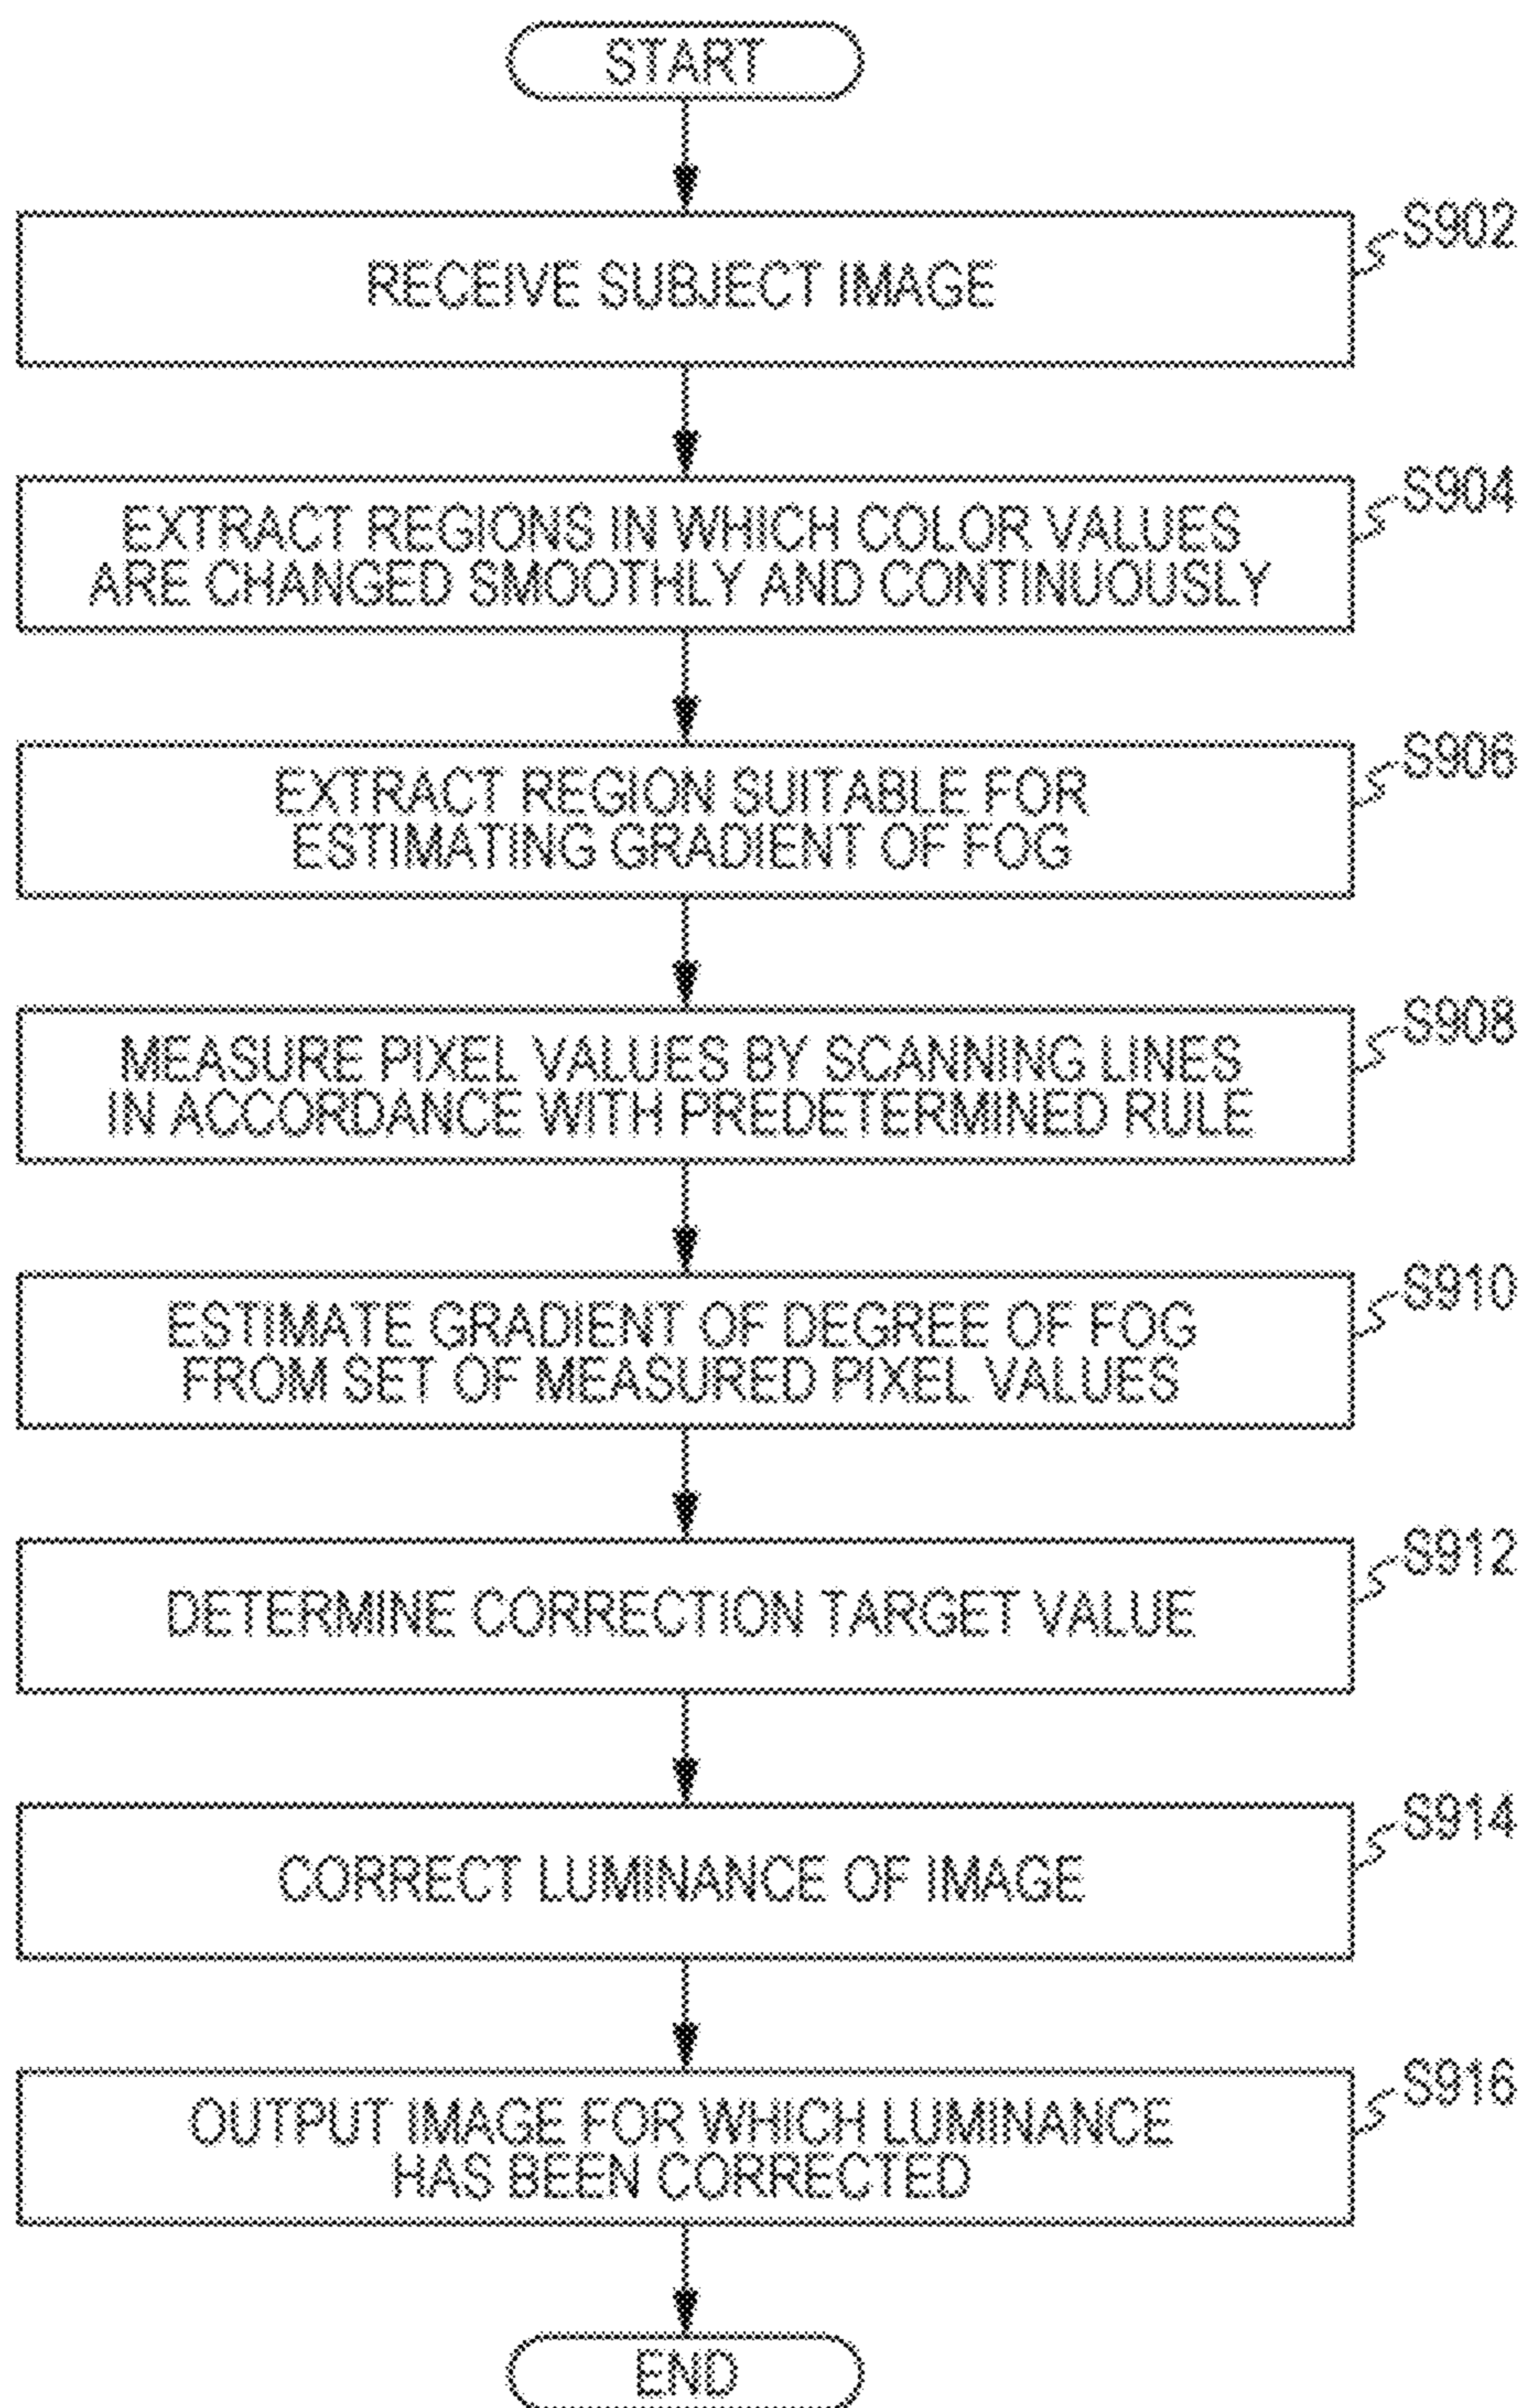 START
S902
RECEIVE SUBJECT IMAGE
S904
EXTRACT REGIONS IN WHICH COLOR VALUES
ARE CHANGED SMOOTHLY AND CONTINUOUSLY
S906
EXTRACT REGION SUITABLE FOR
ESTIMATING GRADIENT OF FOG
S908
MEASURE PIXEL VALUES BY SCANNING LINES
IN ACCORDANCE WITH PREDETERMINED RULE
S910
ESTIMATE GRADIENT OF DEGREE OF FOG
FROM SET OF MEASURED PIXEL VALUES
S912
DETERMINE CORRECTION TARGET VALUE
S914
CORRECT LUMINANCE OF IMAGE
S916
OUTPUT IMAGE FOR WHICH LUMINANCE
HAS BEEN CORRECTED
END